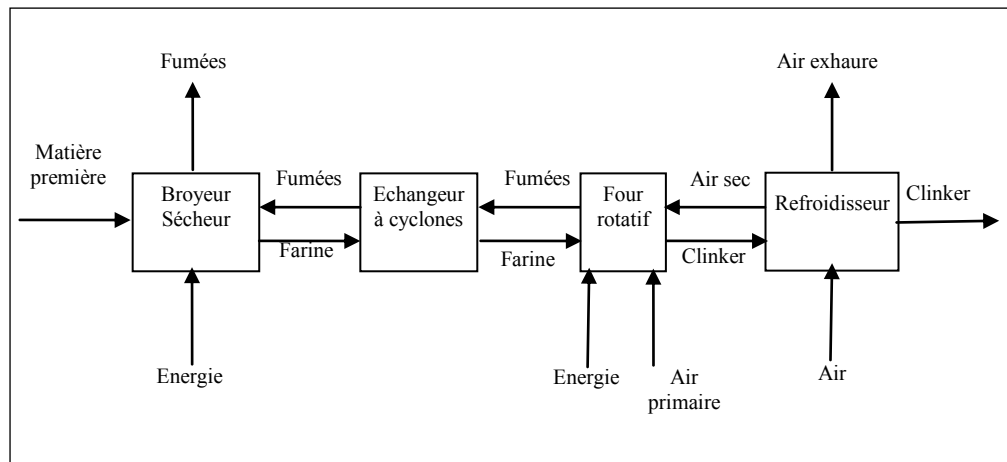 Fumées
Air exhaure
Matière
première
Broyeur
Sécheur
Fumées
Farine
Echangeur
à cyclones
Fumées
Farine
Four
rotatif
Air sec
Clinker
Refroidisseur
Clinker
Energie
Energie
Air
primaire
Air